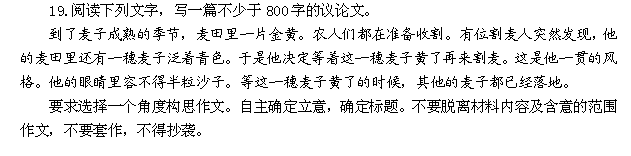 19.阅读下列文字，写一篇不少于 800 字的议论文。
到了麦子成熟的季节，麦田里一片金黄。农人们都在准备收割。有位割麦人突然发现，他
的麦田里还有一穗麦子泛着青色。于是他决定等着这一穗麦子黄了再来割麦。这是他一贯的风
格。他的眼睛里容不得半粒沙子。等这一穗麦子黄了的时候，其他的麦子都已经落地。
要求选择一个角度构思作文。自主确定立意，确定标题。不要脱离材料内容及含意的范围
作文，不要套作，不得抄袭。